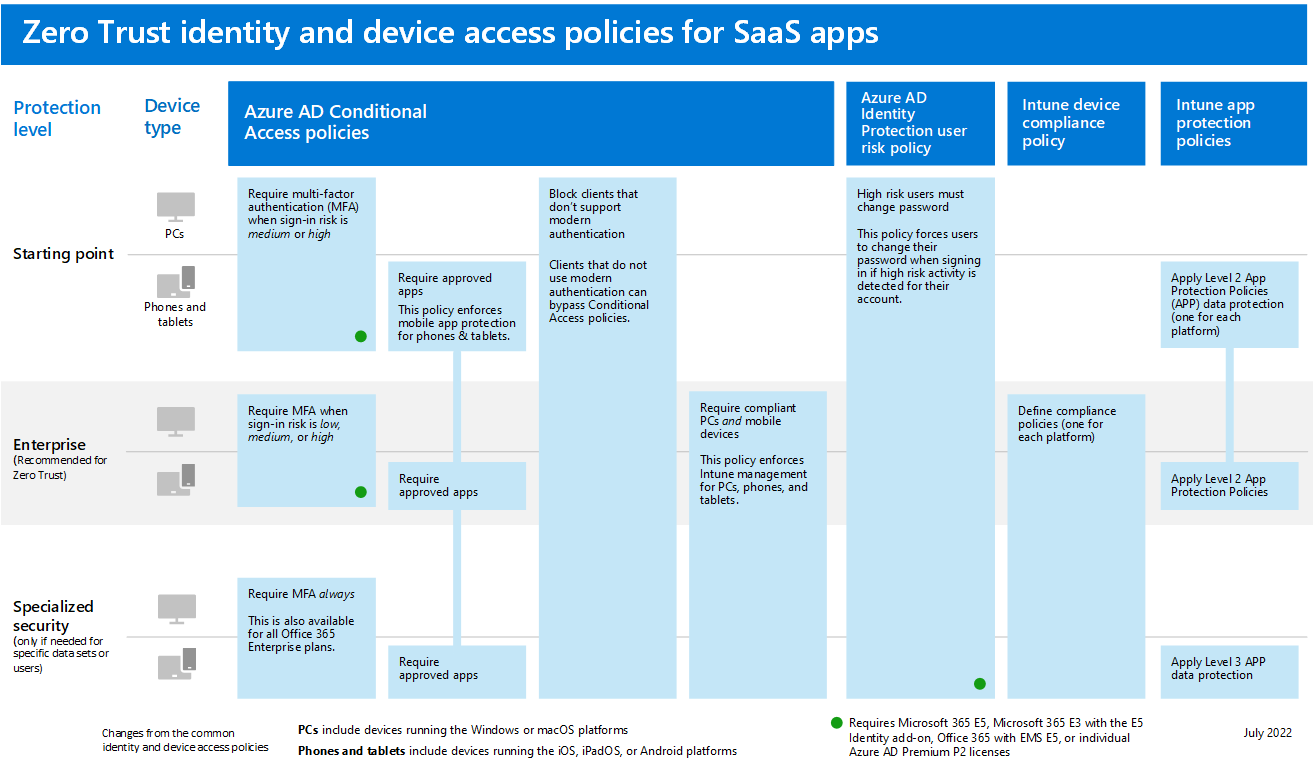 Zero Trust identity and device access policies for SaaS apps
Protection
level
Device
type
Azure AD Conditional
Access policies
Azure AD
Identity
Protection user
risk policy
Intune device
compliance
policy
Intune app
protection
policies
Starting point
PCs
Phones and
tablets
Require multi-factor
authentication (MFA)
when sign-in risk is
medium or high
Require approved
apps
This policy enforces
mobile app protection
for phones & tablets.
Block clients that
don't support
modern
authentication
Clients that do not
use modern
authentication can
bypass Conditional
Access policies.
High risk users must
change password
This policy forces users
to change their
password when signing
in if high risk activity is
detected for their
account.
Apply Level 2 App
Protection Policies
(APP) data protection
(one for each
platform)
Enterprise
(Recommended for
Zero Trust)
Require MFA when
sign-in risk is low,
medium, or high
Require
approved apps
Require compliant
PCs and mobile
devices
This policy enforces
Intune management
for PCs, phones, and
tablets.
Define compliance
policies (one for
each platform)
Apply Level 2 App
Protection Policies
Specialized
security
(only if needed for
specific data sets or
users)
Require MFA always
This is also available
for all Office 365
Enterprise plans.
Require
approved apps
Apply Level 3 APP
data protection
Changes from the common
identity and device access policies
PCs include devices running the Windows or macOS platforms
Phones and tablets include devices running the iOS, iPadOS, or Android platforms
Requires Microsoft 365 E5, Microsoft 365 E3 with the E5
Identity add-on, Office 365 with EMS E5, or individual
Azure AD Premium P2 licenses
July 2022